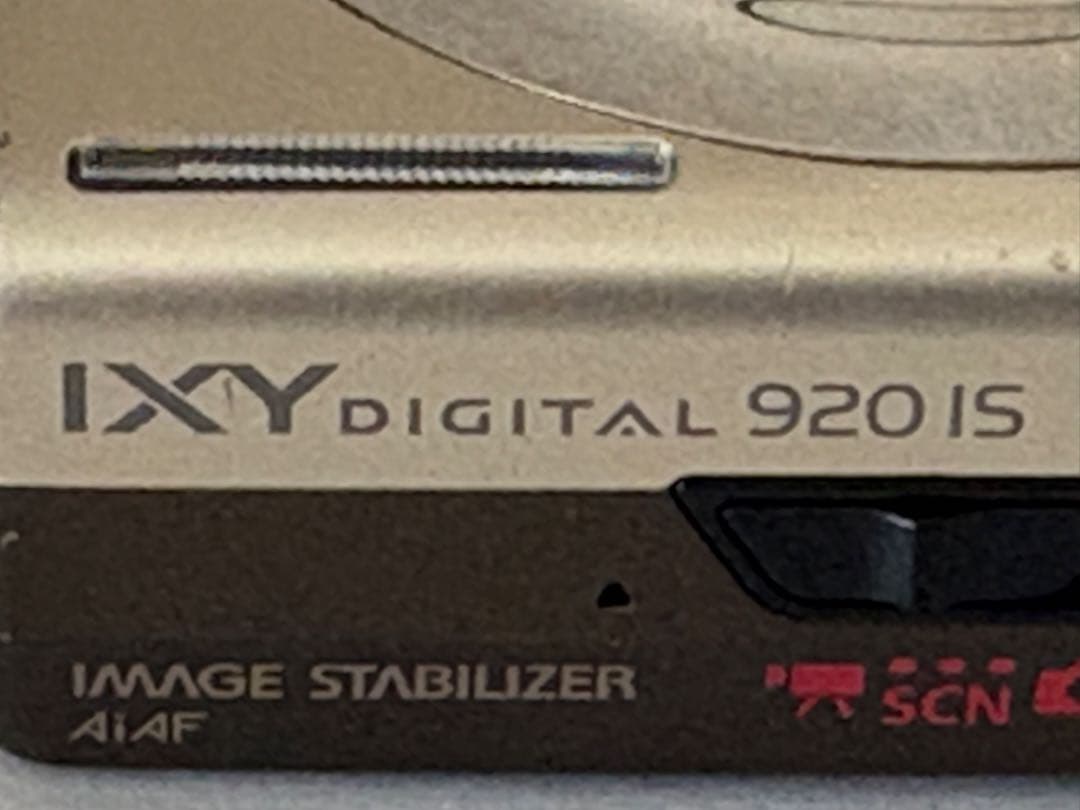 IXY DIGITAL 920 IS
IMAGE STABILIZER
SCN
AiAF